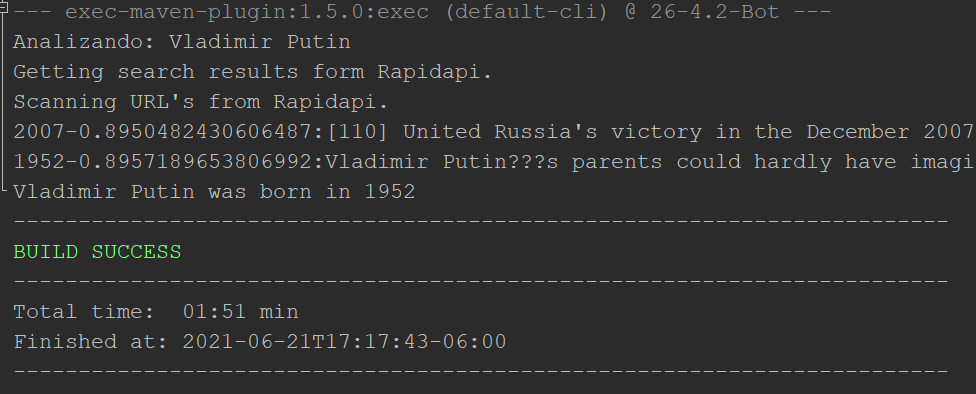 --- exec-maven-plugin:1.5.0:exec (default-cli) @ 26-4.2-Bot ---
Analizando: Vladimir Putin
Getting search results form Rapidapi.
Scanning URL's from Rapidapi.
2007-0.8950482430606487:[110] United Russia's victory in the December 2007
1952-0.8957189653806992:Vladimir Putin???s parents could hardly have imagi
Vladimir Putin was born in 1952
------------------------------------------------------------------------
BUILD SUCCESS
------------------------------------------------------------------------
Total time:  01:51 min
Finished at: 2021-06-21T17:17:43-06:00
------------------------------------------------------------------------